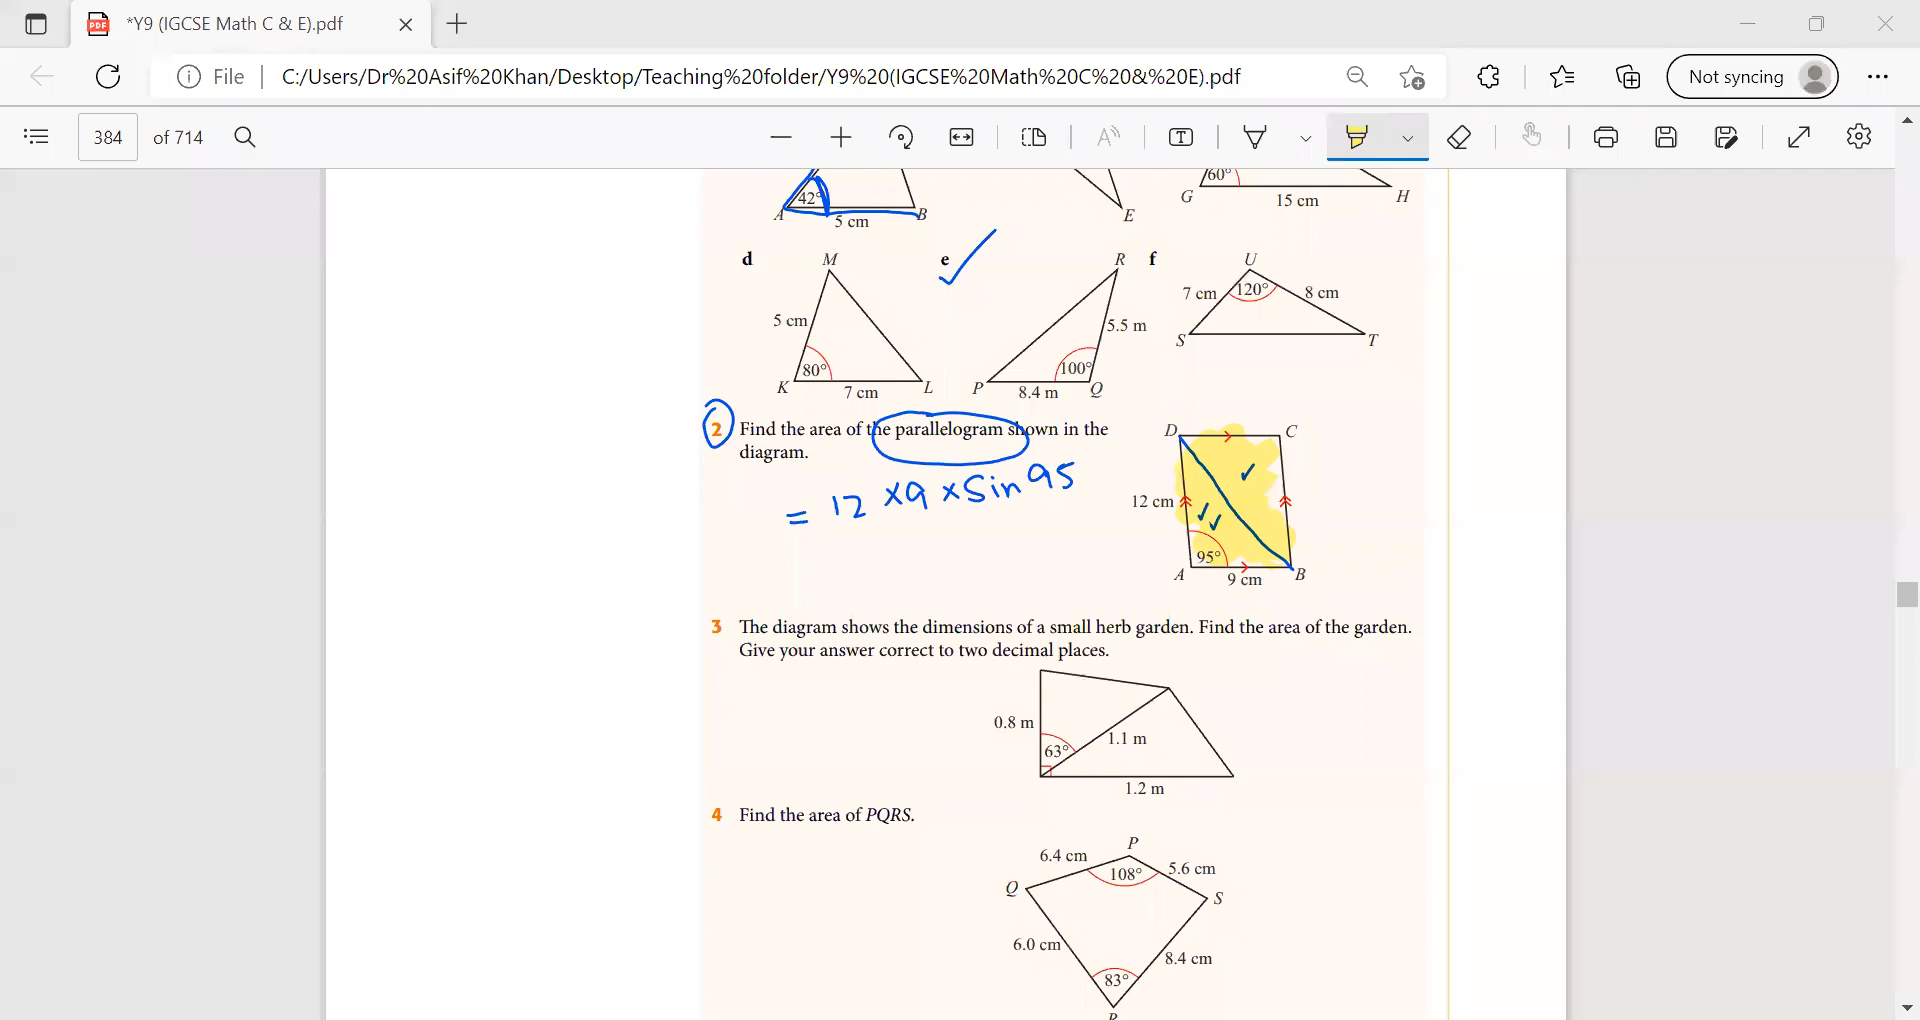 *Y9 (IGCSE Math C & E).pdf
File
C:/Users/Dr%20Asif%20Khan/Desktop/Teaching%20folder/Y9%20(IGCSE%20Math%20C%20&%20E).pdf
Not syncing
384 of 714
42°
A 5 cm B
E
60°
G 15 cm H
d
M
5 cm
80°
K 7 cm L
e
R
5.5 m
100°
P 8.4 m Q
f
U
7 cm 120° 8 cm
S T
2 Find the area of the parallelogram shown in the
diagram.
= 12 × 9 × Sin 95
D C
12 cm
95°
A 9 cm B
3 The diagram shows the dimensions of a small herb garden. Find the area of the garden.
Give your answer correct to two decimal places.
0.8 m
63° 1.1 m
1.2 m
4 Find the area of PQRS.
P
6.4 cm 5.6 cm
108°
Q S
6.0 cm 8.4 cm
83°
R